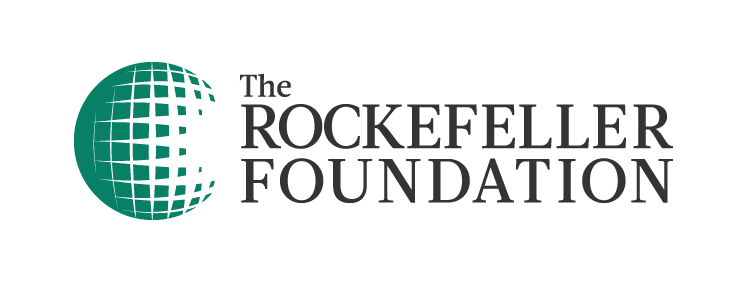 The
ROCKEFELLER
FOUNDATION